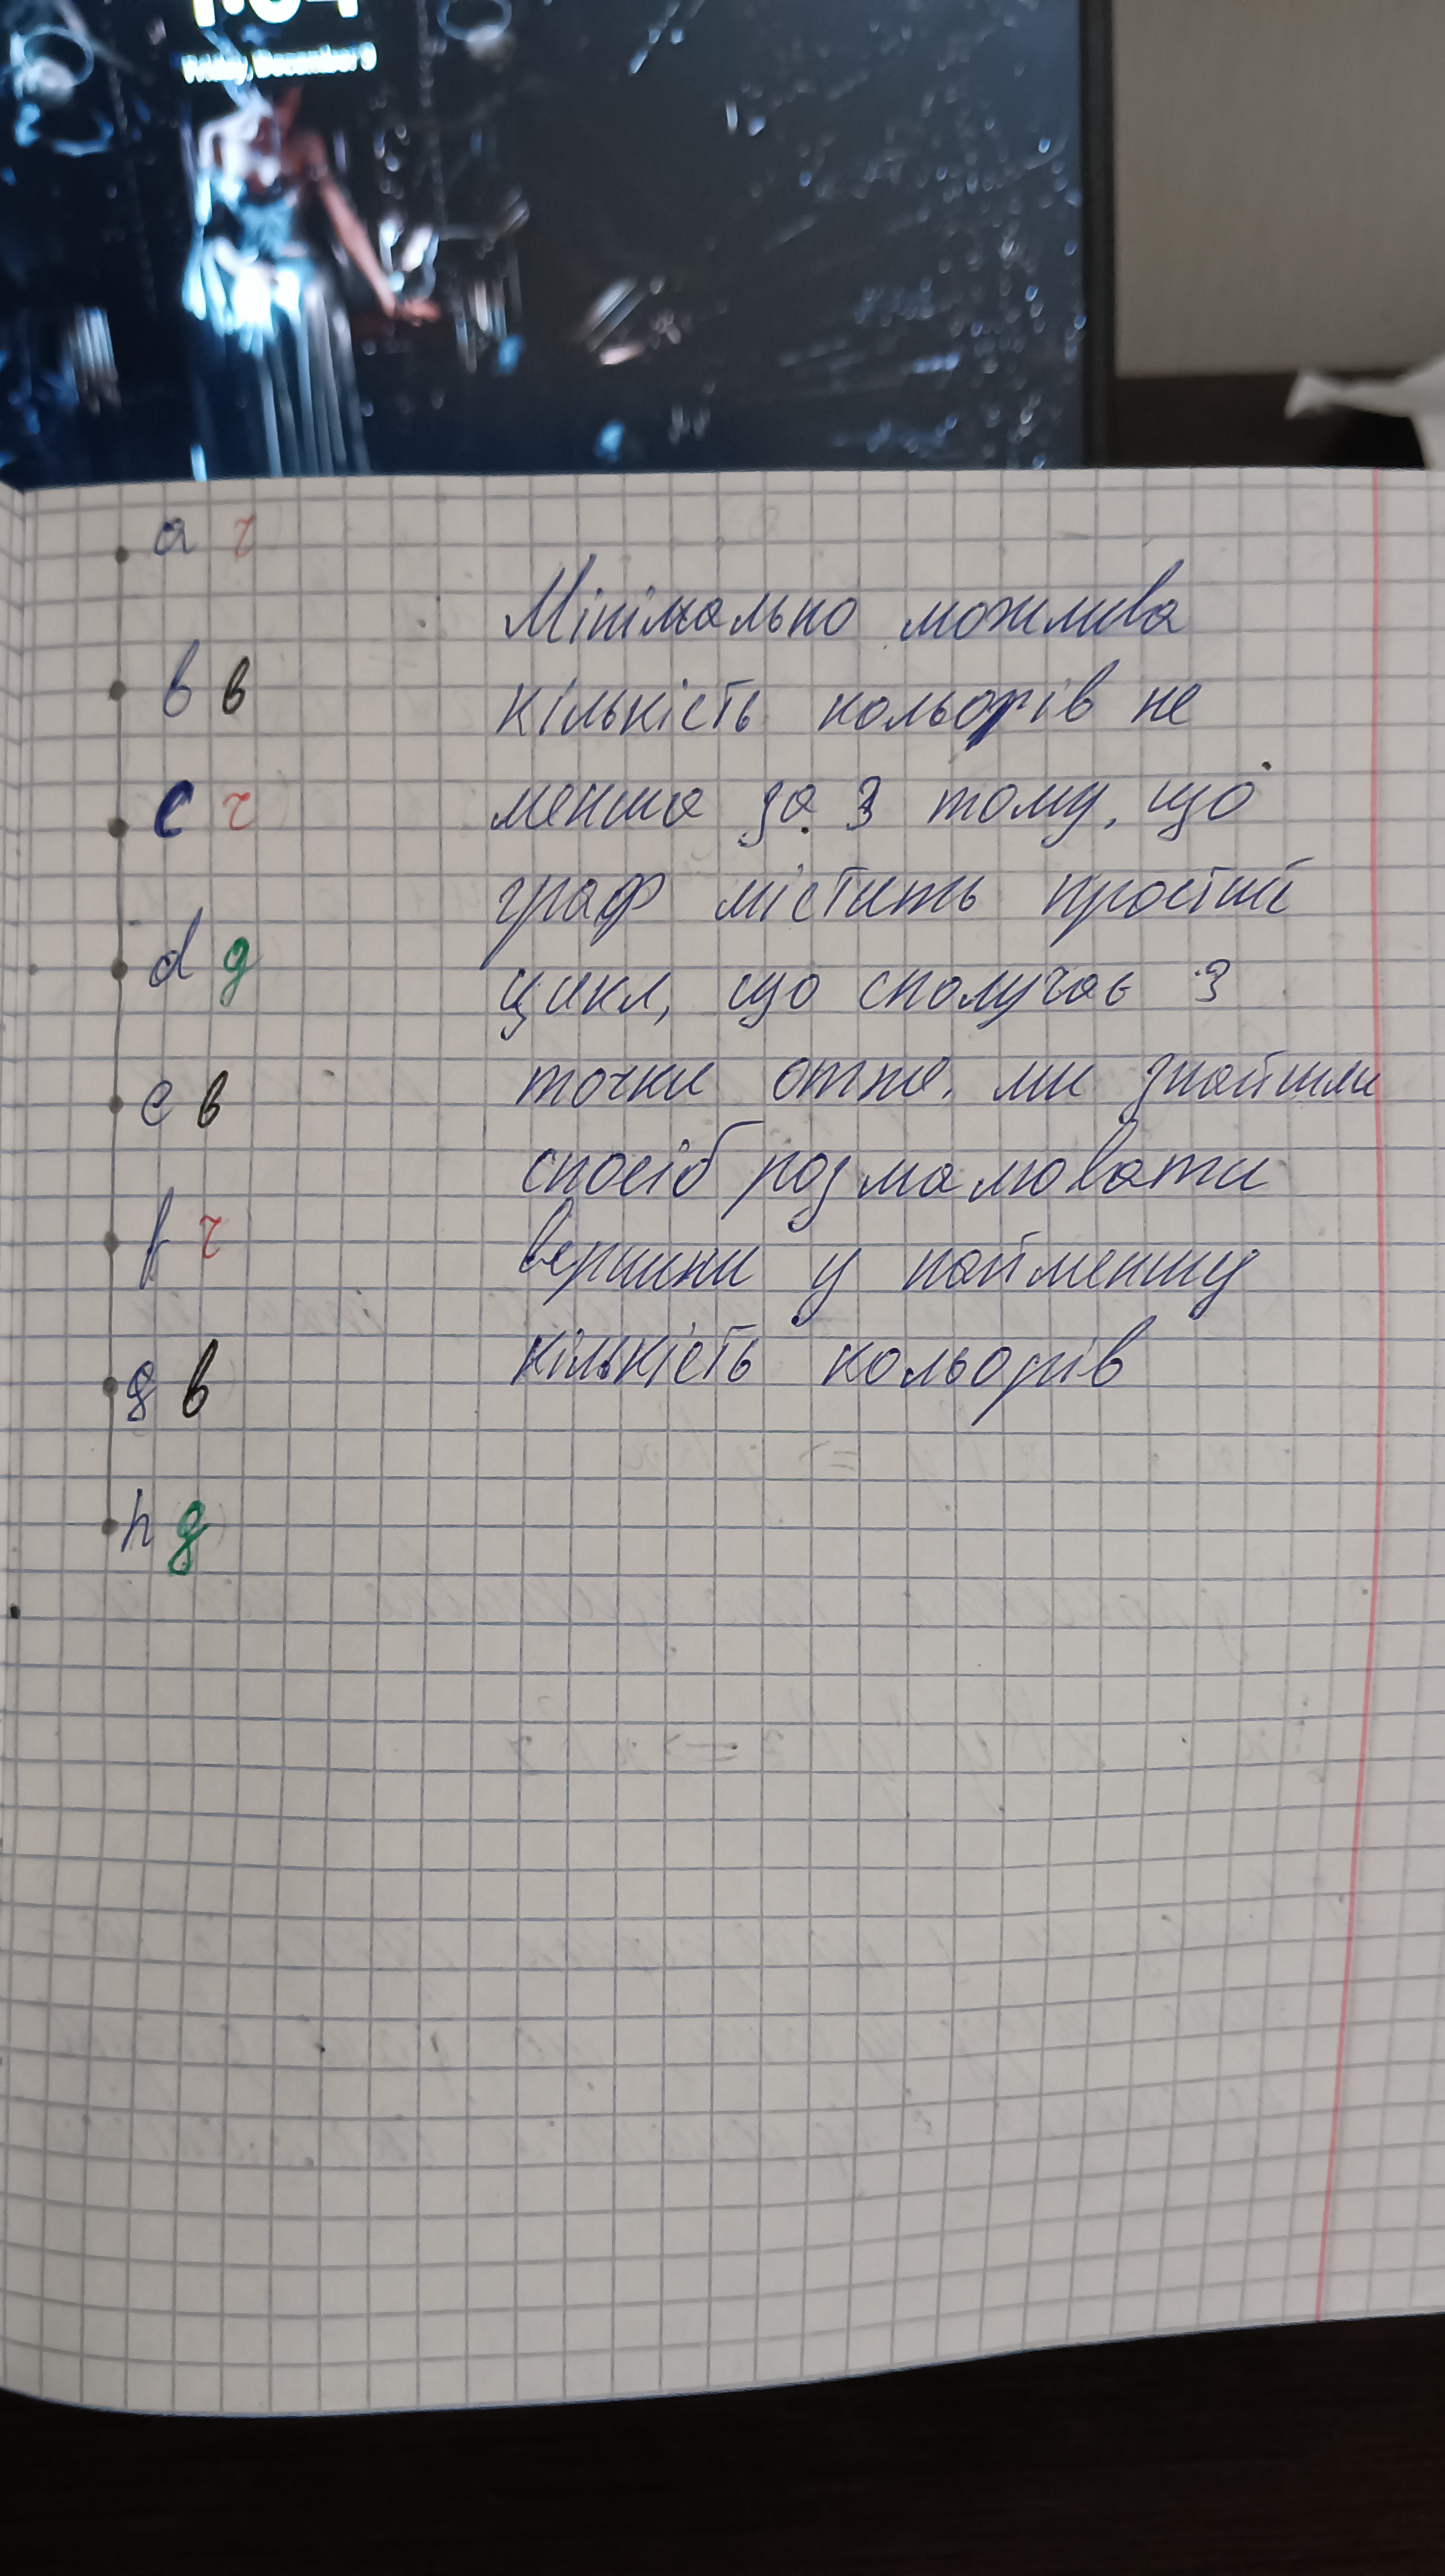 Friday, December 9
a r
b b
c r
d g
e b
f r
g b
h g
Мінімально можлива
кількість кольорів не
менша за 3 тому, що
граф містить простий
цикл, що сполучає 3
точки отже, ми знайшли
спосіб розмалювати
вершини у найменшу
кількість кольорів